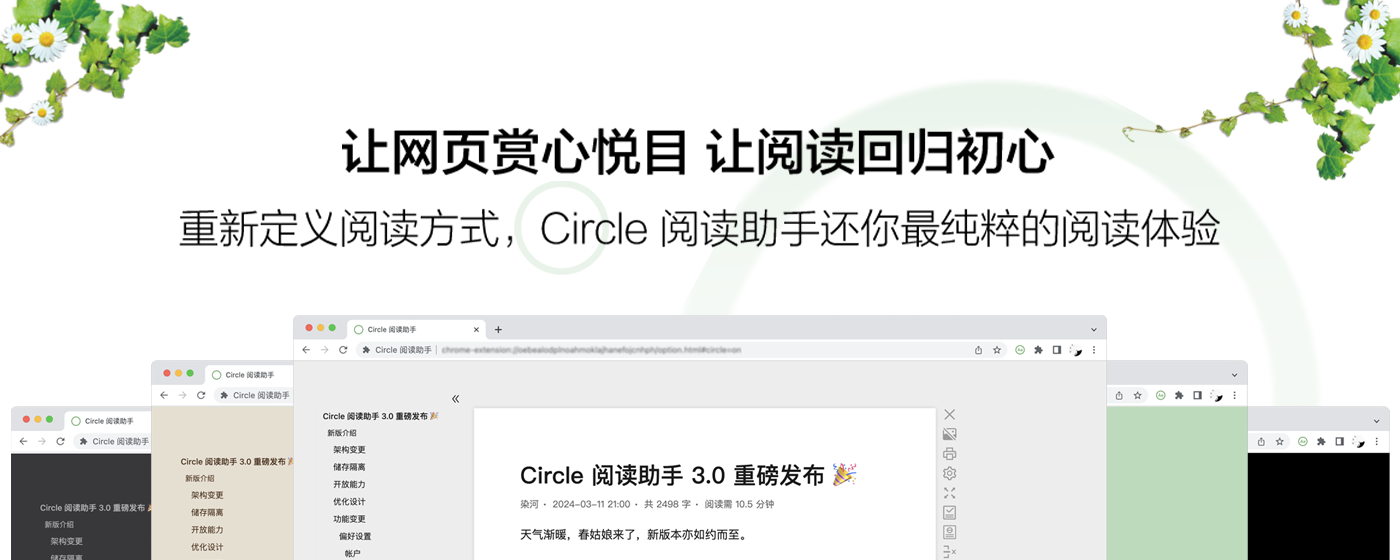 让网页赏心悦目 让阅读回归初心
重新定义阅读方式，Circle 阅读助手还你最纯粹的阅读体验
Circle 阅读助手
Circle 阅读助手
Circle 阅读助手 3.0 重磅发布 🎉
新版介绍
架构变更
储存隔离
开放能力
优化设计
功能变更
偏好设置
帐户
Circle 阅读助手 3.0 重磅发布 🎉
染河 · 2024-03-11 21:00 · 共 2498 字 · 阅读需 10.5 分钟
天气渐暖，春姑娘来了，新版本亦如约而至。
Circle 阅读助手
Circle 阅读助手
Circle 阅读助手 3.0 重磅发布
新版介绍
架构变更
储存隔离
开放能力
优化设计
Circle 阅读助手
Circle 阅读助手
Circle 阅读助手 3.0 重磅发布
新版介绍
架构变更
储存隔离